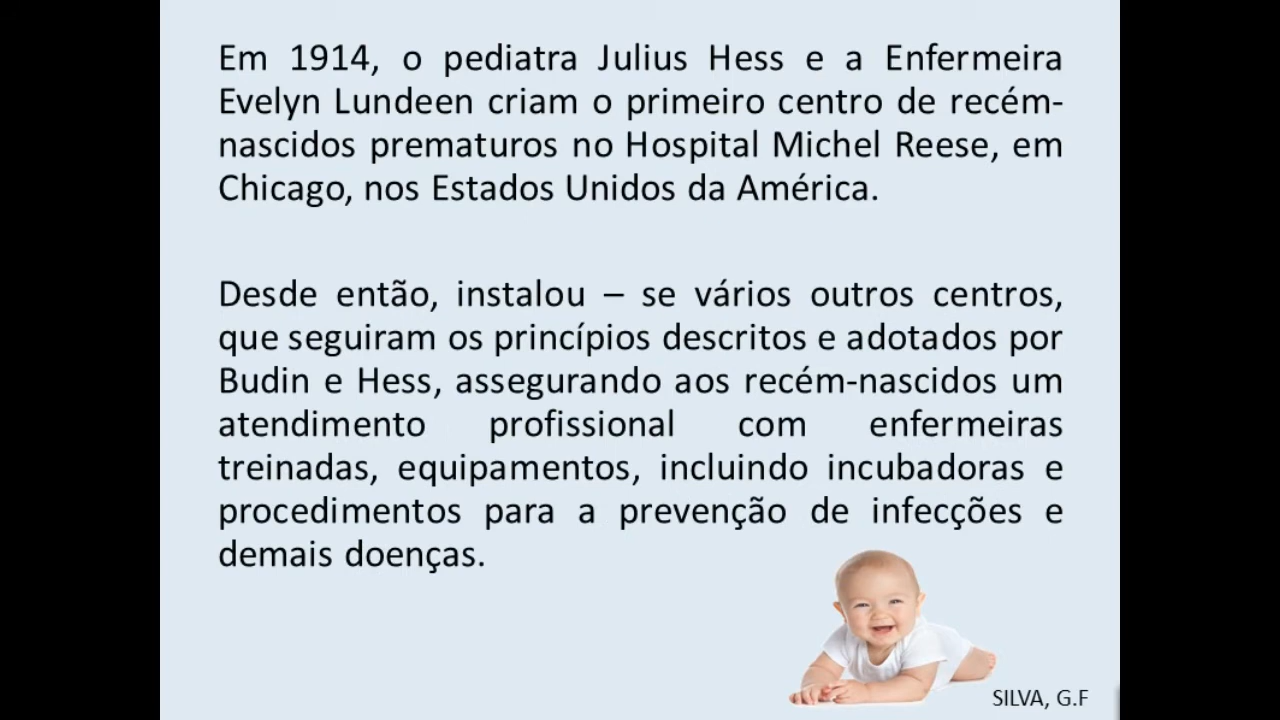 Em 1914, o pediatra Julius Hess e a Enfermeira
Evelyn Lundeen criam o primeiro centro de recém-
nascidos prematuros no Hospital Michel Reese, em
Chicago, nos Estados Unidos da América.
Desde então, instalou – se vários outros centros,
que seguiram os princípios descritos e adotados por
Budin e Hess, assegurando aos recém-nascidos um
atendimento profissional com enfermeiras
treinadas, equipamentos, incluindo incubadoras e
procedimentos para a prevenção de infecções e
demais doenças.
SILVA, G.F